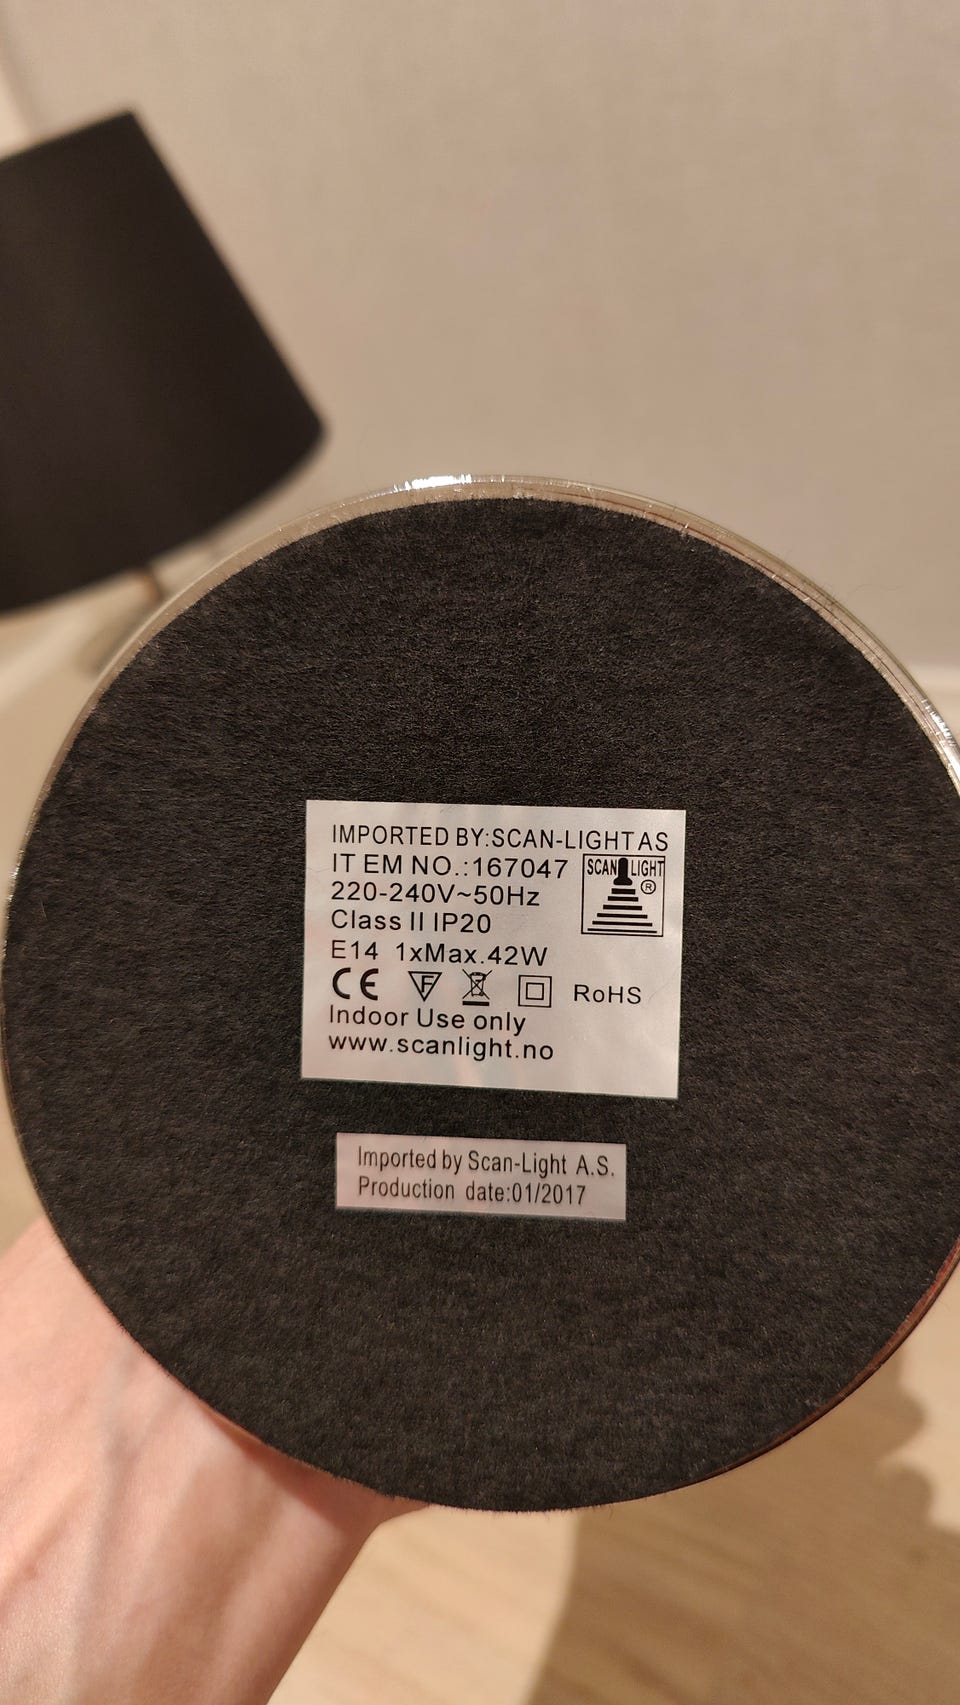 IMPORTED BY:SCAN-LIGHT AS
IT EM NO.:167047
SCAN LIGHT
®
220-240V~50Hz
Class II IP20
E14 1xMax.42W
CE F RoHS
Indoor Use only
www.scanlight.no
Imported by Scan-Light A.S.
Production date:01/2017